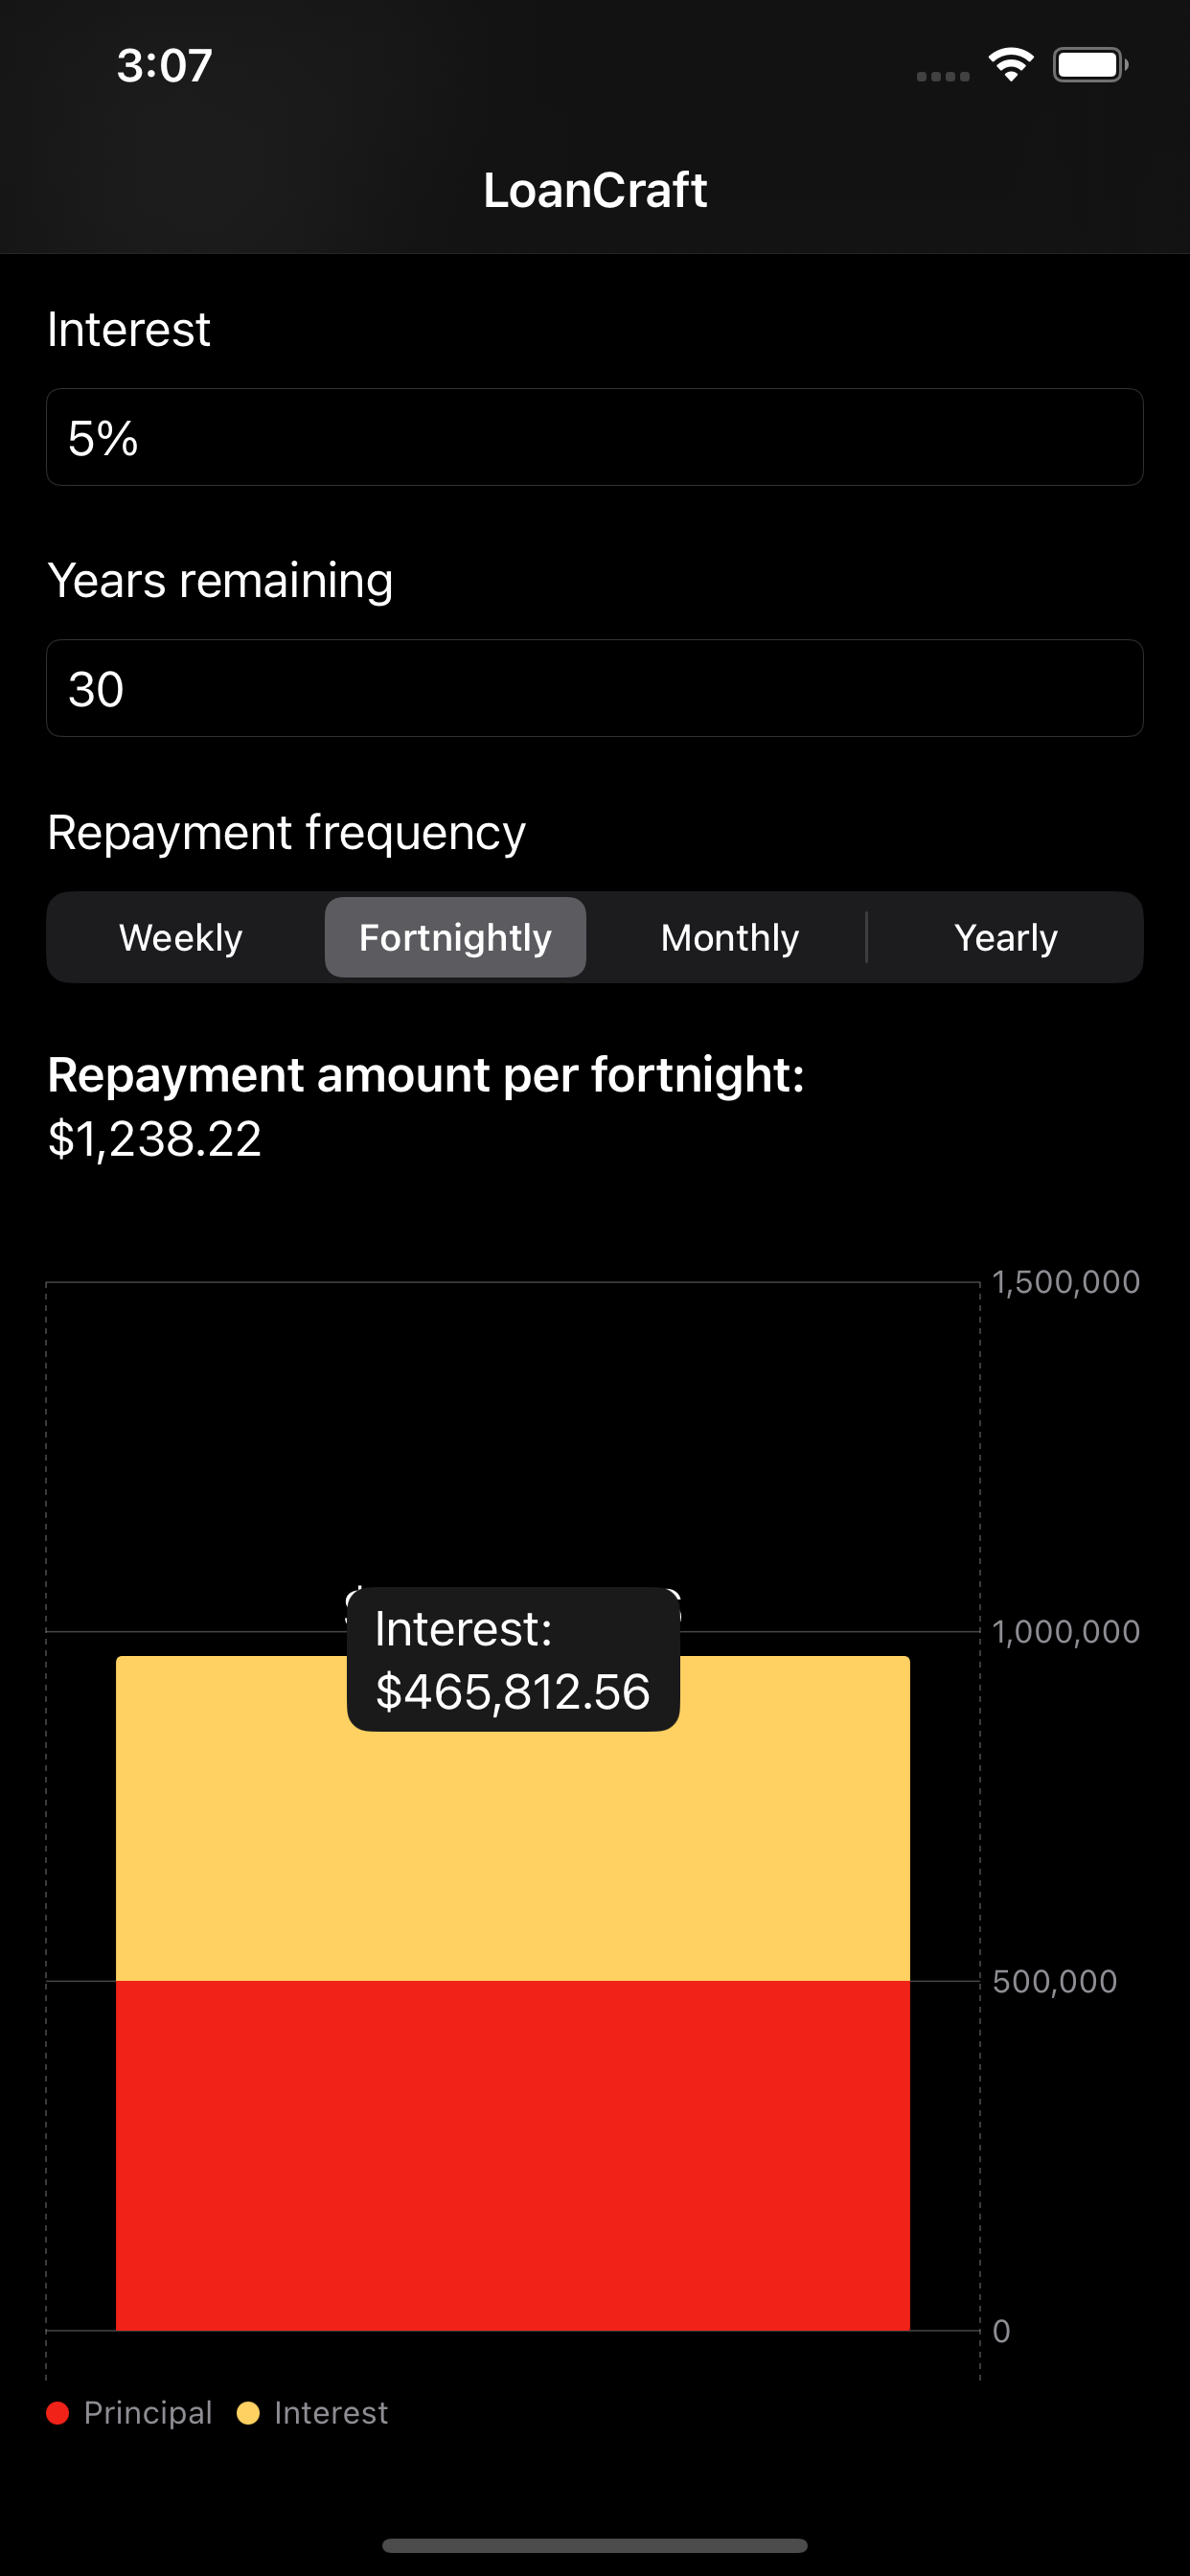 3:07
LoanCraft
Interest
5%
Years remaining
30
Repayment frequency
Weekly Fortnightly Monthly Yearly
Repayment amount per fortnight:
$1,238.22
1,500,000
Interest:
$465,812.56
1,000,000
500,000
0
Principal Interest